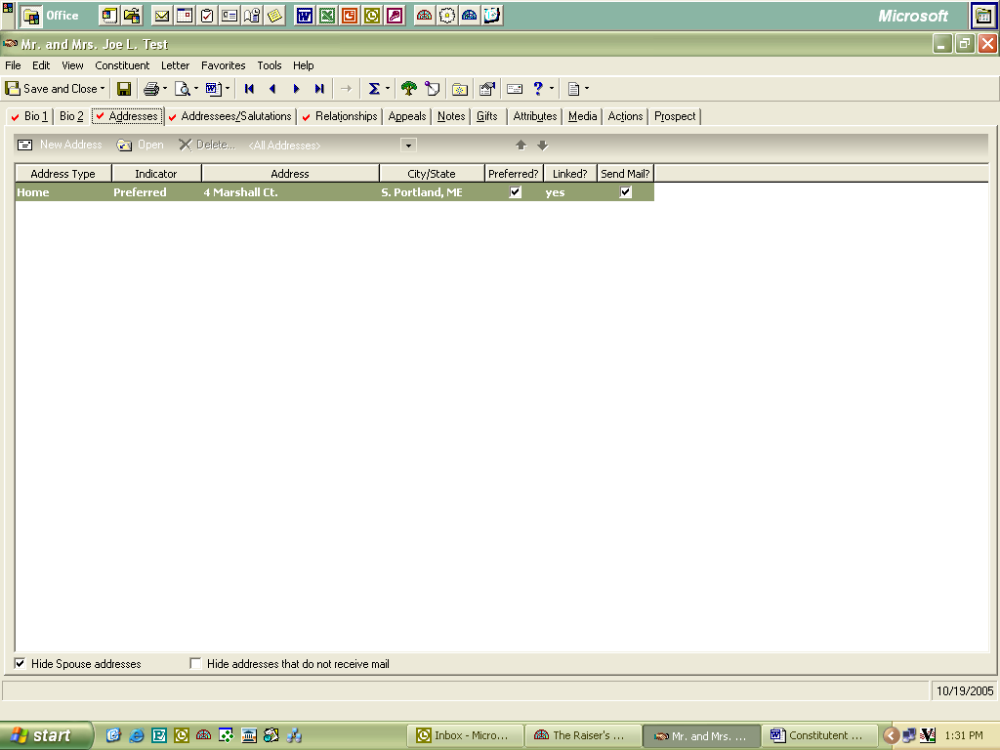 Office Microsoft
Mr. and Mrs. Joe L. Test
File Edit View Constituent Letter Favorites Tools Help
Save and Close
Bio 1 Bio 2 Addresses Addressees/Salutations Relationships Appeals Notes Gifts Attributes Media Actions Prospect
New Address Open Delete... <All Addresses>
Address Type Indicator Address City/State Preferred? Linked? Send Mail?
Home Preferred 4 Marshall Ct. S. Portland, ME yes
Hide Spouse addresses Hide addresses that do not receive mail
10/19/2005
start Inbox - Micro... The Raiser's ... Mr. and Mrs. ... Constitutent ... 1:31 PM